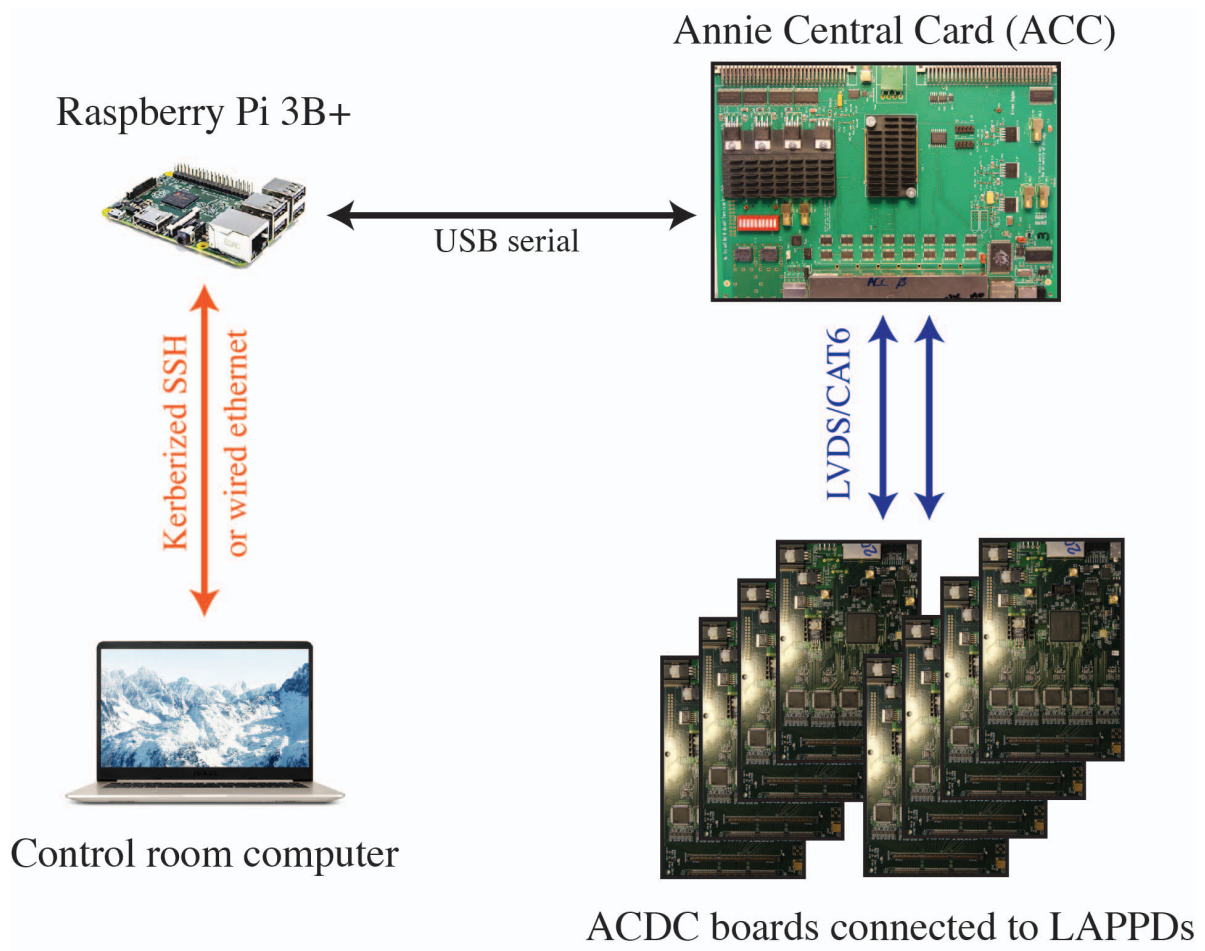 Annie Central Card (ACC)
Raspberry Pi 3B+
USB serial
Kerberized SSH
or wired ethernet
LVDS/CAT6
Control room computer
ACDC boards connected to LAPPDs